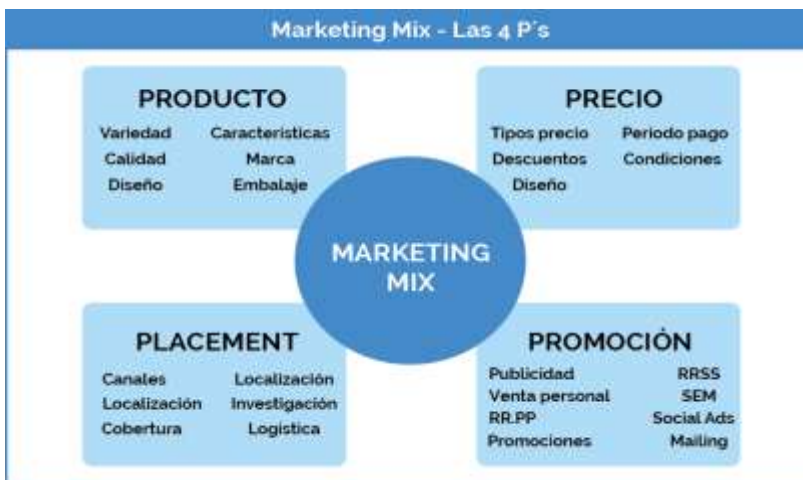 Marketing Mix - Las 4 P´s
PRODUCTO
Variedad Características
Calidad Marca
Diseño Embalaje
PRECIO
Tipos precio Periodo pago
Descuentos Condiciones
Diseño
MARKETING
MIX
PLACEMENT
Canales Localización
Localización Investigación
Cobertura Logística
PROMOCIÓN
Publicidad RRSS
Venta personal SEM
RR.PP Social Ads
Promociones Mailing